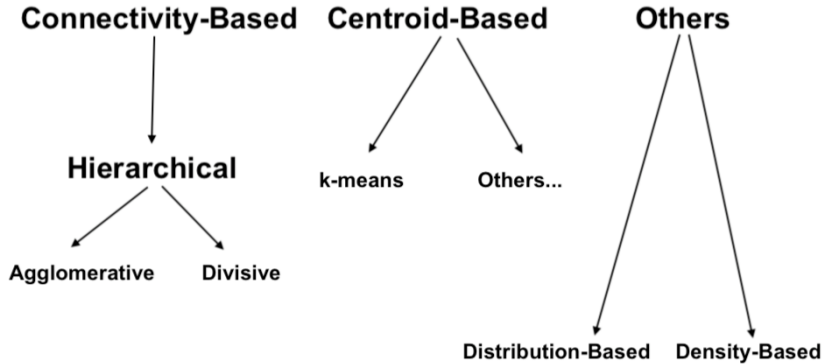 Connectivity-Based Centroid-Based Others
Hierarchical
k-means Others...
Agglomerative Divisive
Distribution-Based Density-Based